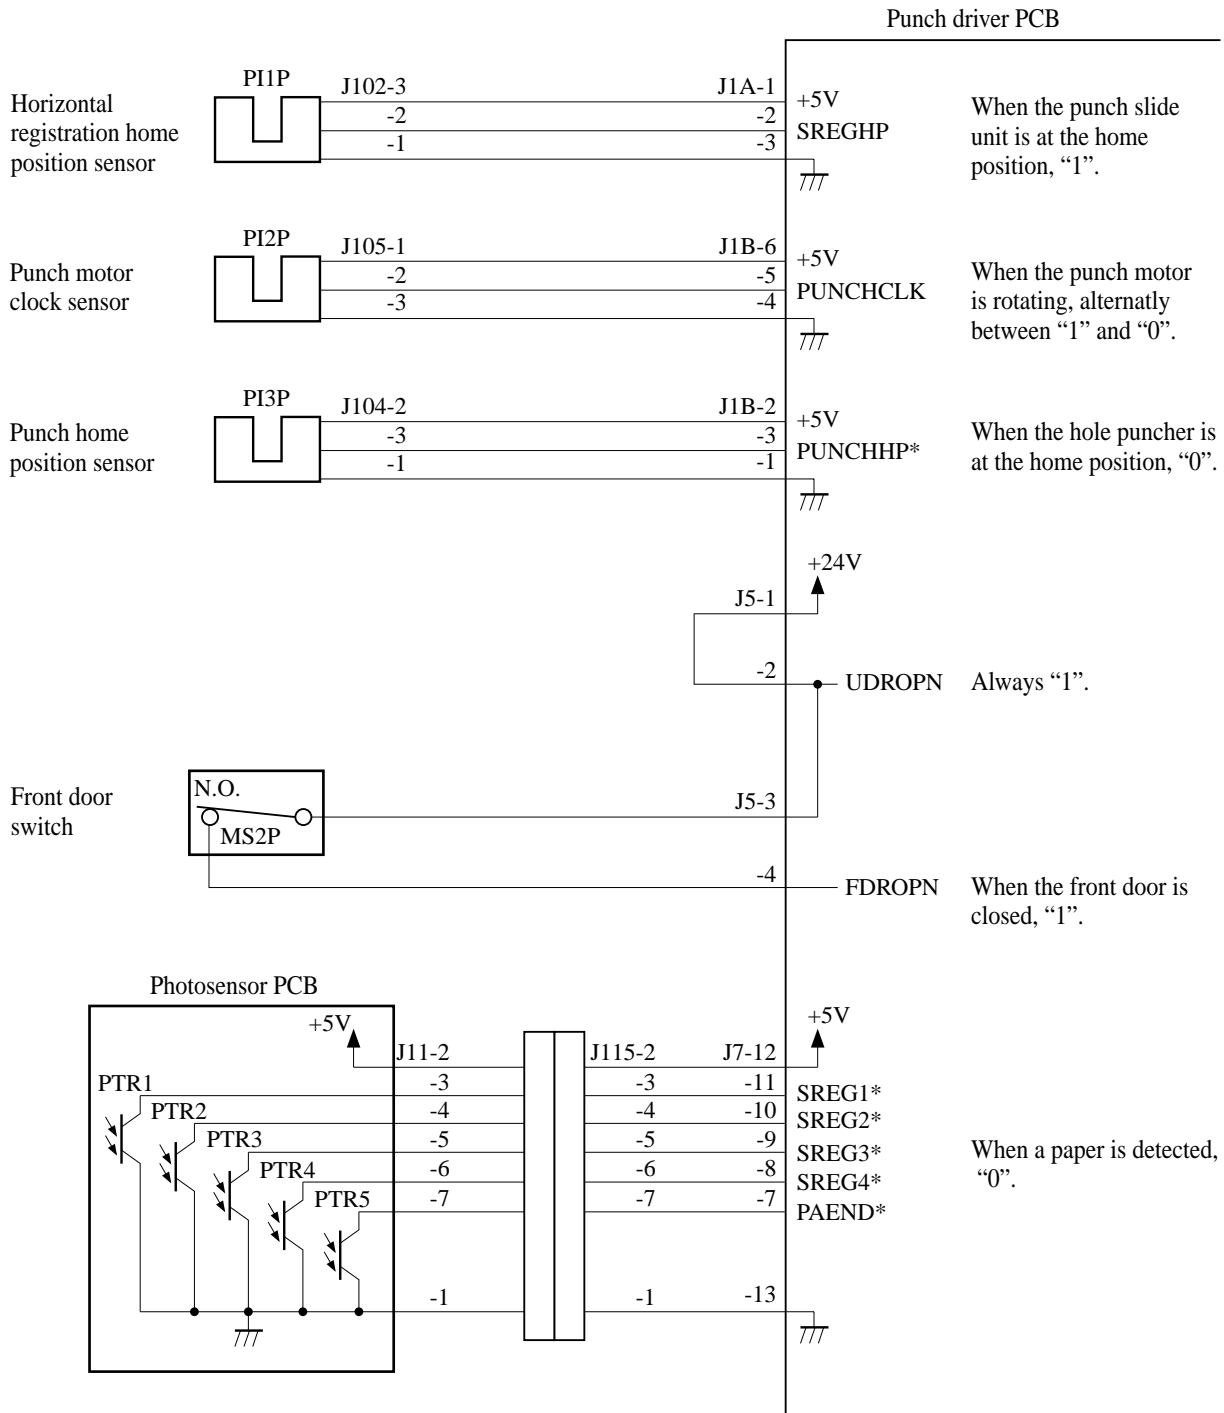 Punch driver PCB
Horizontal
registration home
position sensor
PI1P
J102-3
-2
-1
J1A-1
-2
-3
+5V
SREGHP
When the punch slide
unit is at the home
position, “1”.
Punch motor
clock sensor
PI2P
J105-1
-2
-3
J1B-6
-5
-4
+5V
PUNCHCLK
When the punch motor
is rotating, alternatly
between “1” and “0”.
Punch home
position sensor
PI3P
J104-2
-3
-1
J1B-2
-3
-1
+5V
PUNCHHP*
When the hole puncher is
at the home position, “0”.
+24V
J5-1
-2
UDROPN
Always “1”.
Front door
switch
N.O.
MS2P
J5-3
-4
FDROPN
When the front door is
closed, “1”.
Photosensor PCB
+5V
PTR1
PTR2
PTR3
PTR4
PTR5
J11-2
-3
-4
-5
-6
-7
-1
J115-2
-3
-4
-5
-6
-7
-1
J7-12
-11
-10
-9
-8
-7
-13
+5V
SREG1*
SREG2*
SREG3*
SREG4*
PAEND*
When a paper is detected,
“0”.